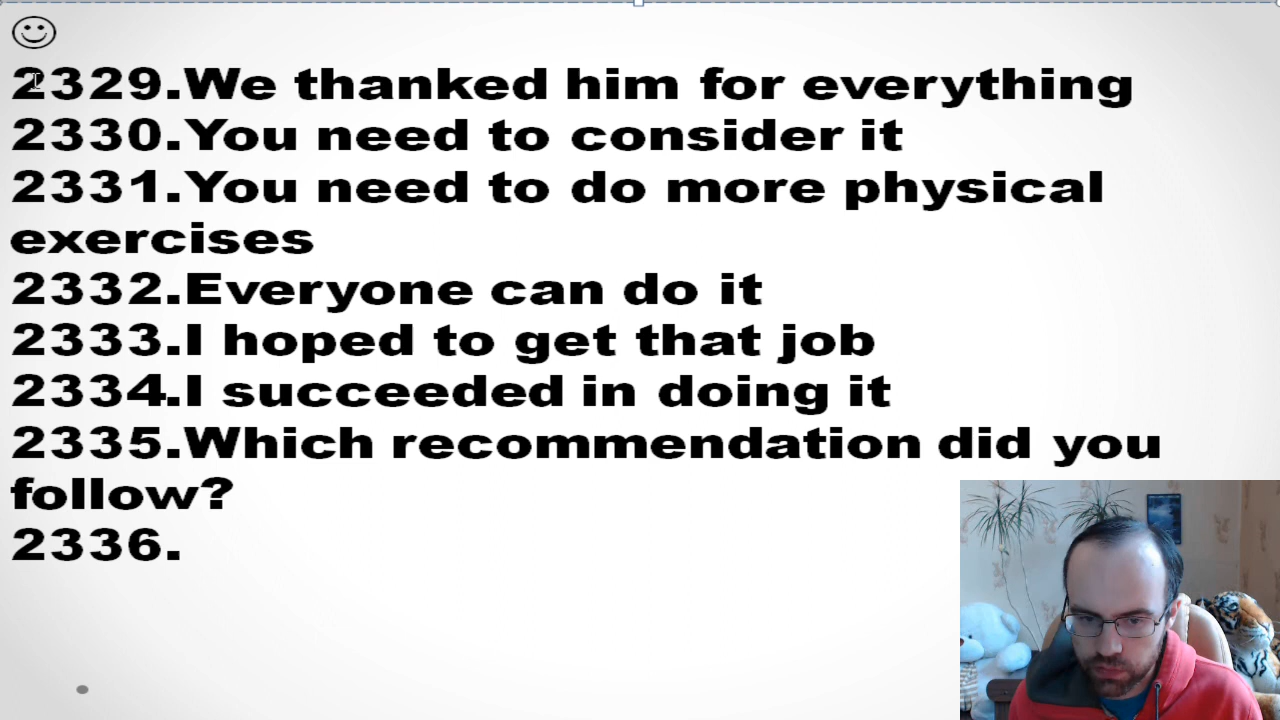 2329.We thanked him for everything
2330.You need to consider it
2331.You need to do more physical
exercises
2332.Everyone can do it
2333.I hoped to get that job
2334.I succeeded in doing it
2335.Which recommendation did you
follow?
2336.